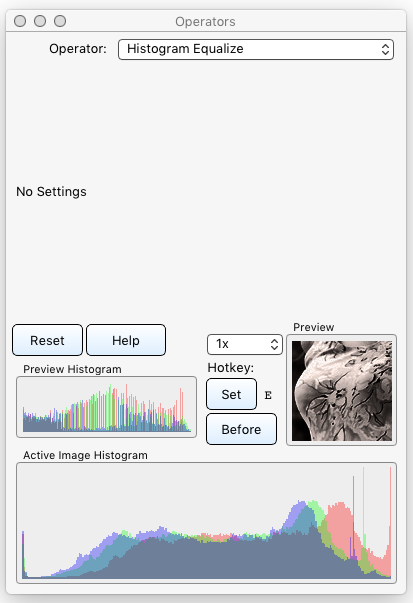 Operators
Operator: Histogram Equalize
No Settings
Reset Help
1x
Preview
Hotkey:
Preview Histogram
Set E
Before
Active Image Histogram